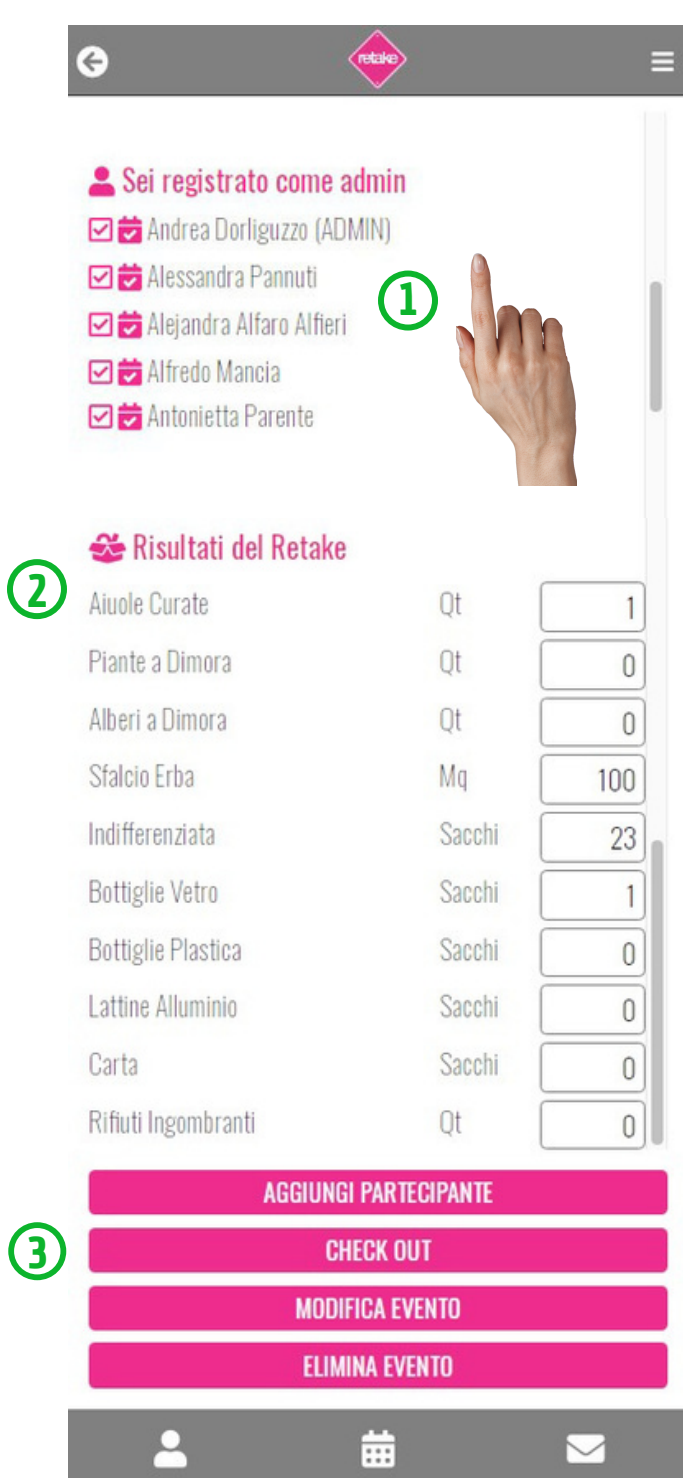 retake
Sei registrato come admin
Andrea Dorliguzzo (ADMIN)
Alessandra Pannuti
1
Alejandra Alfaro Alfieri
Alfredo Mancia
Antonietta Parente
Risultati del Retake
2
Aiuole Curate Qt 1
Piante a Dimora Qt 0
Alberi a Dimora Qt 0
Sfalcio Erba Mq 100
Indifferenziata Sacchi 23
Bottiglie Vetro Sacchi 1
Bottiglie Plastica Sacchi 0
Lattine Alluminio Sacchi 0
Carta Sacchi 0
Rifiuti Ingombranti Qt 0
AGGIUNGI PARTECIPANTE
3
CHECK OUT
MODIFICA EVENTO
ELIMINA EVENTO